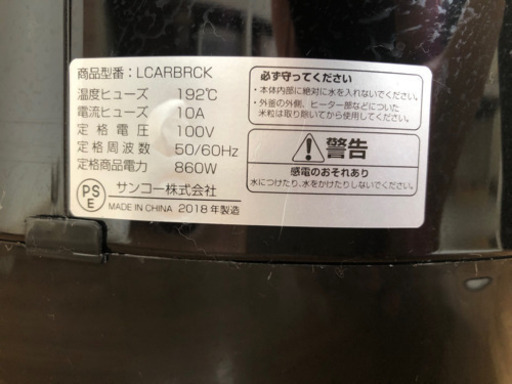 商品型番: LCARBRCK
温度ヒューズ 192℃
電流ヒューズ 10A
定格電圧 100V
定格周波数 50/60Hz
定格商品電力 860W
PSE
サンコー株式会社
MADE IN CHINA 2018年製造
必ず守ってください
・本体内部に絶対に水を入れないでください。
・外釜の外側、ヒーター部などについた
米粒は取り除いてから使用してください。
警告
感電のおそれあり
水につけたり、水をかけたりしないでください。